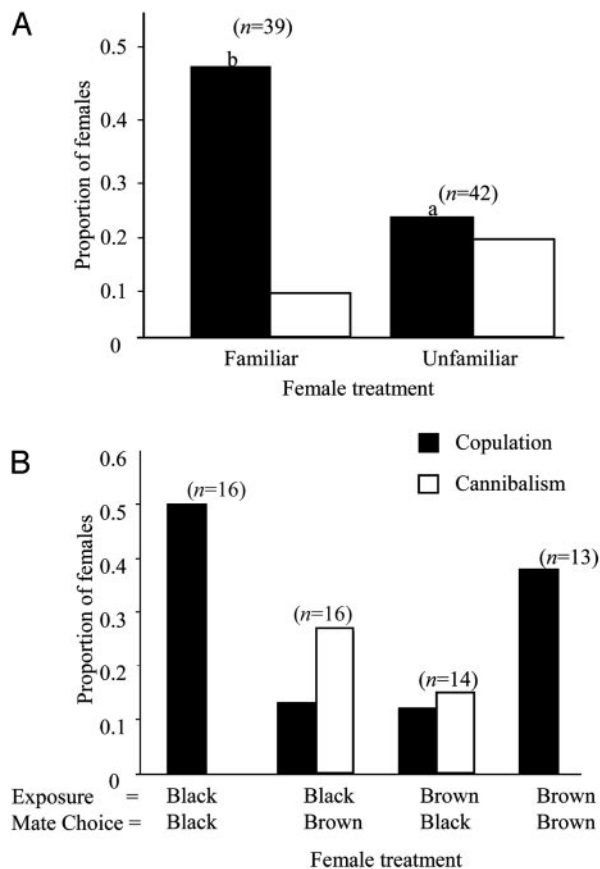 A
(n=39)
0.5
b
0.4
0.3
(n=42)
a
0.2
0.1
0
Proportion of females
Familiar Unfamiliar
Female treatment
B
Copulation
Cannibalism
0.6
(n=16)
0.5
(n=13)
0.4
(n=16)
0.3
(n=14)
0.2
0.1
0
Proportion of females
Exposure = Black Black Brown Brown
Mate Choice = Black Brown Black Brown
Female treatment